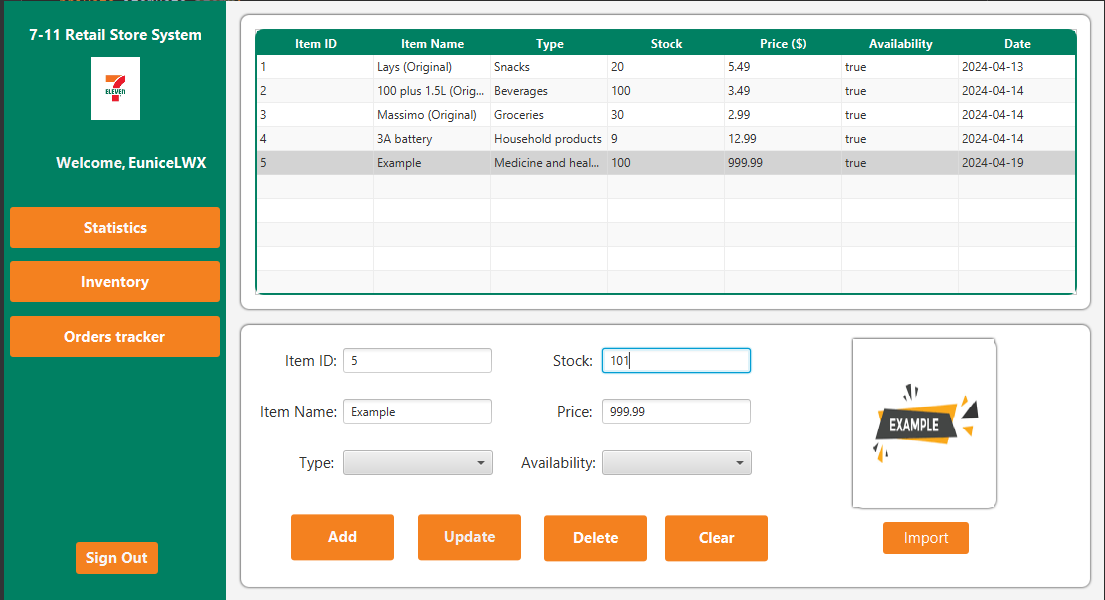 7-11 Retail Store System
7
ELEVEN
Welcome, EuniceLWX
Statistics
Inventory
Orders tracker
Sign Out
Item ID Item Name Type Stock Price ($) Availability Date
1 Lays (Original) Snacks 20 5.49 true 2024-04-13
2 100 plus 1.5L (Orig... Beverages 100 3.49 true 2024-04-14
3 Massimo (Original) Groceries 30 2.99 true 2024-04-14
4 3A battery Household products 9 12.99 true 2024-04-14
5 Example Medicine and heal... 100 999.99 true 2024-04-19
Item ID: 5 Stock: 101
Item Name: Example Price: 999.99
Type: Availability:
EXAMPLE
Add Update Delete Clear Import